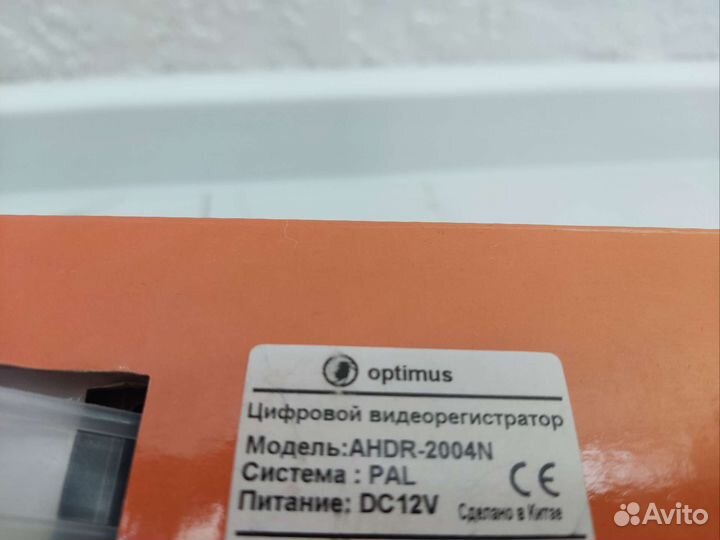 optimus
Цифровой видеорегистратор
Модель:AHDR-2004N
Система : PAL
Питание: DC12V
CE
Сделано в Китае
Avito